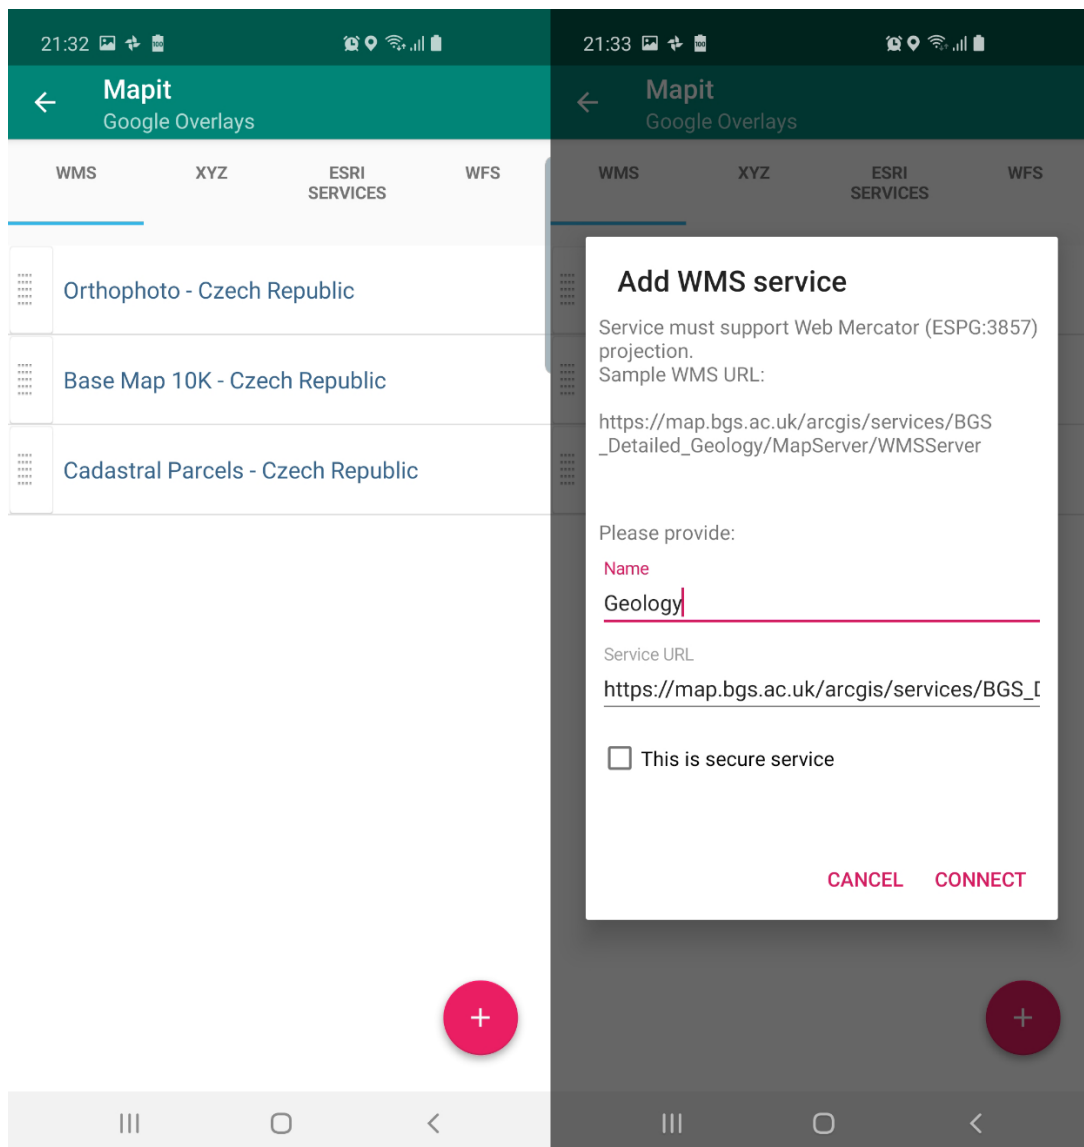 21:32
Mapit
Google Overlays
WMS XYZ ESRI SERVICES WFS
Orthophoto - Czech Republic
Base Map 10K - Czech Republic
Cadastral Parcels - Czech Republic
+
21:33
Mapit
Google Overlays
WMS XYZ ESRI SERVICES WFS
Add WMS service
Service must support Web Mercator (ESPG:3857)
projection.
Sample WMS URL:
https://map.bgs.ac.uk/arcgis/services/BGS
_Detailed_Geology/MapServer/WMSServer
Please provide:
Name
Geology
Service URL
https://map.bgs.ac.uk/arcgis/services/BGS_
This is secure service
CANCEL CONNECT
+